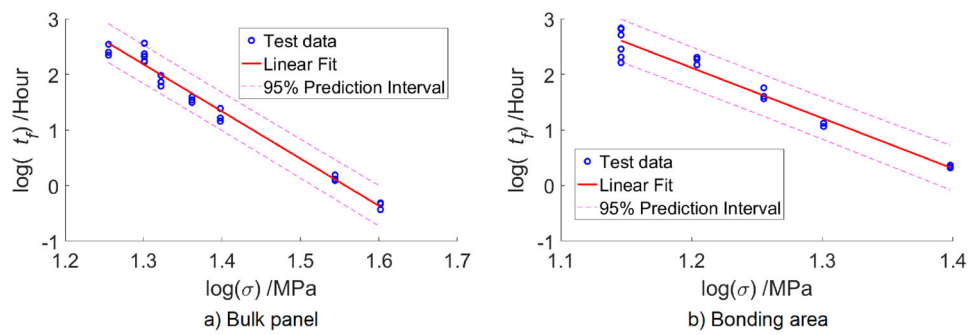 3
2
1
0
-1
log( t_f) /Hour
Test data
Linear Fit
95% Prediction Interval
1.2 1.3 1.4 1.5 1.6 1.7
log(σ) /MPa
a) Bulk panel
3
2
1
0
-1
log( t_f) /Hour
Test data
Linear Fit
95% Prediction Interval
1.1 1.2 1.3 1.4
log(σ) /MPa
b) Bonding area